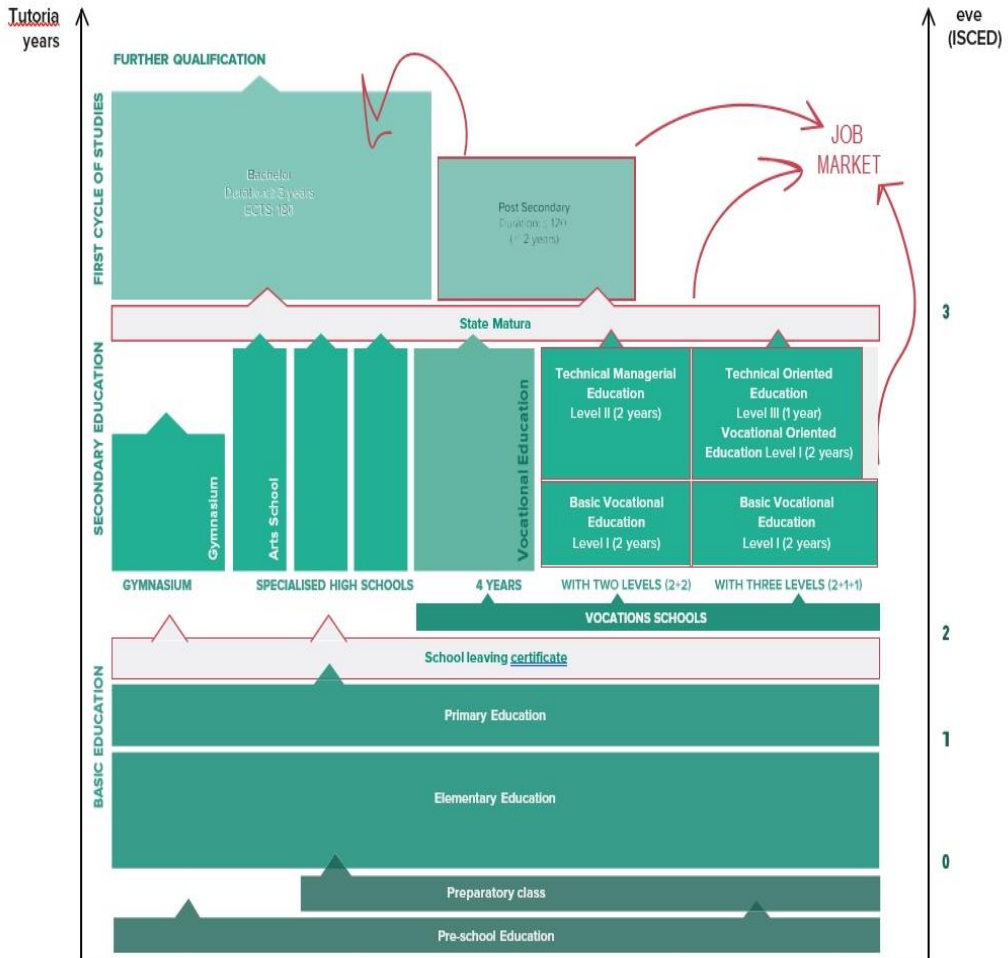 Tutoria
years
eve
(ISCED)
FURTHER QUALIFICATION
FIRST CYCLE OF STUDIES
Bachelor
Duration: 3 years
ECTS: 180
Post Secondary
Duration: 120
2 years)
JOB
MARKET
State Matura
3
SECONDARY EDUCATION
Gymnasium
Arts School
Vocational Education
Technical Managerial
Education
Level II (2 years)
Technical Oriented
Education
Level III (1 year)
Vocational Oriented
Education Level I (2 years)
Basic Vocational
Education
Level I (2 years)
Basic Vocational
Education
Level I (2 years)
GYMNASIUM
SPECIALISED HIGH SCHOOLS
4 YEARS
WITH TWO LEVELS (2+2)
WITH THREE LEVELS (2+1+1)
VOCATIONS SCHOOLS
2
BASIC EDUCATION
School leaving certificate
Primary Education
1
Elementary Education
0
Preparatory class
Pre-school Education